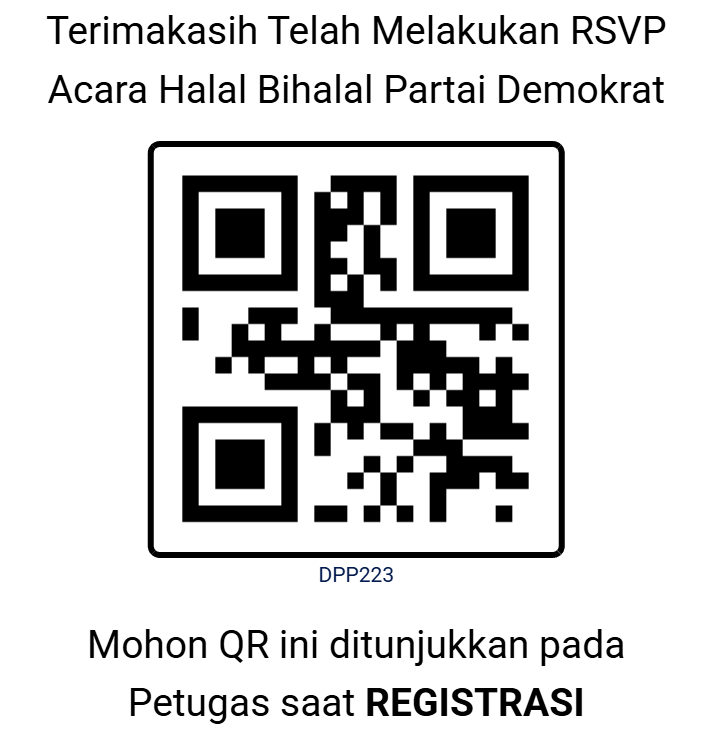 Terimakasih Telah Melakukan RSVP
Acara Halal Bihalal Partai Demokrat
DPP223
Mohon QR ini ditunjukkan pada
Petugas saat REGISTRASI